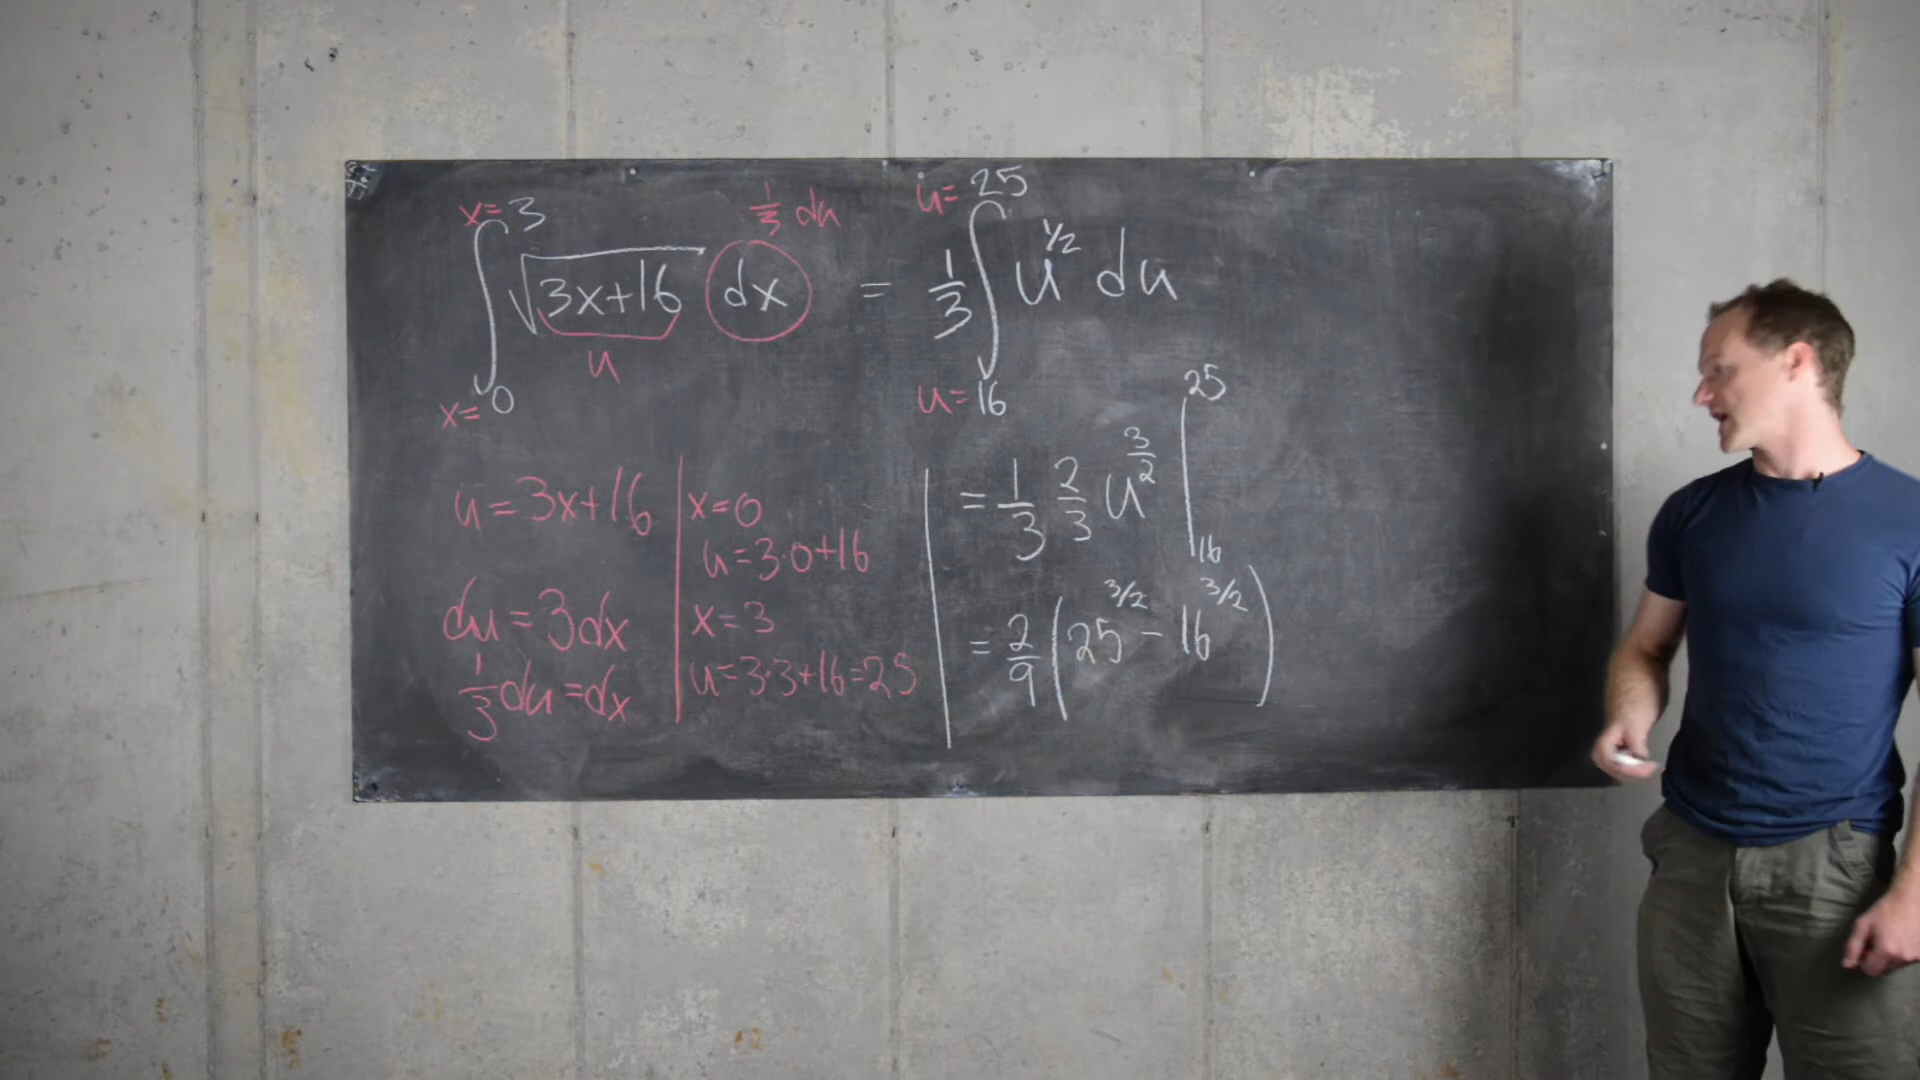 x=3 1/3 du u=25
∫ √3x+16 dx = 1/3 ∫ u^1/2 du
u
x=0 u=16
u=3x+16
du=3dx
1/3 du=dx
x=0
u=3·0+16
x=3
u=3·3+16=25
= 1/3 2/3 u^3/2 | 25 16
= 2/9 (25^3/2 - 16^3/2)